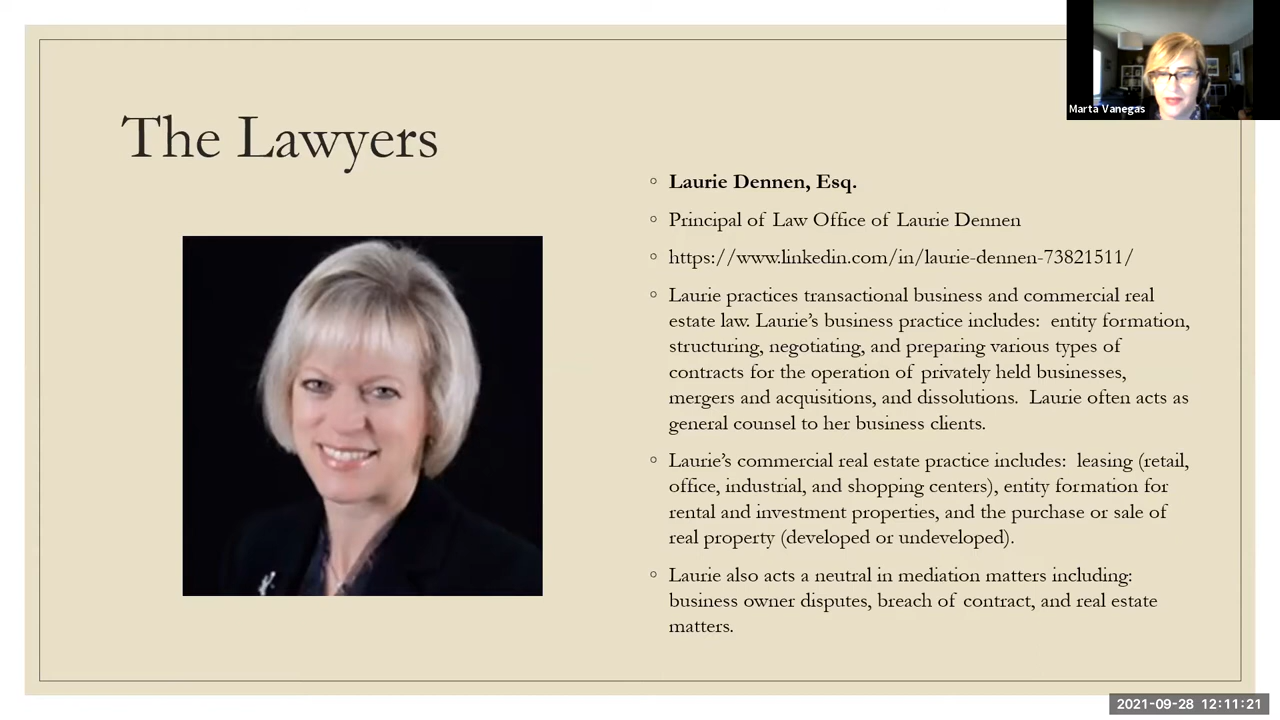 Marta Vanegas
The Lawyers
Laurie Dennen, Esq.
Principal of Law Office of Laurie Dennen
https://www.linkedin.com/in/laurie-dennen-73821511/
Laurie practices transactional business and commercial real
estate law. Laurie’s business practice includes:  entity formation,
structuring, negotiating, and preparing various types of
contracts for the operation of privately held businesses,
mergers and acquisitions, and dissolutions.  Laurie often acts as
general counsel to her business clients.
Laurie’s commercial real estate practice includes:  leasing (retail,
office, industrial, and shopping centers), entity formation for
rental and investment properties, and the purchase or sale of
real property (developed or undeveloped).
Laurie also acts a neutral in mediation matters including:
business owner disputes, breach of contract, and real estate
matters.
2021-09-28 12:11:21